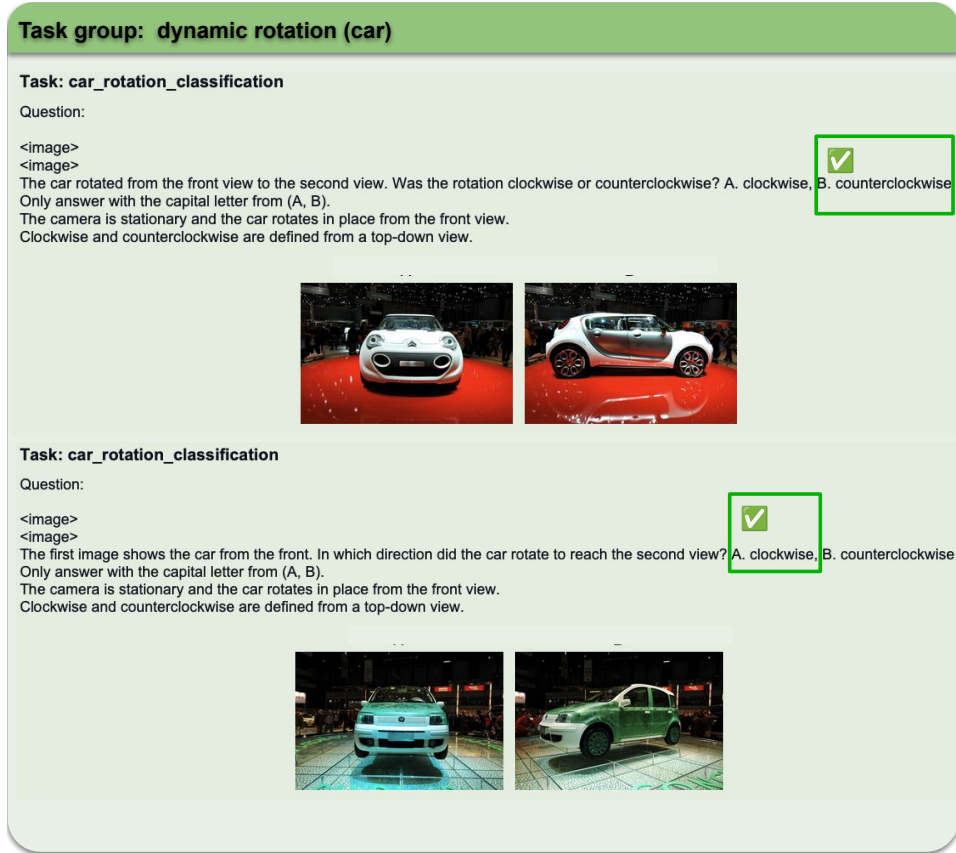 Task group: dynamic rotation (car)
Task: car_rotation_classification
Question:
<image>
<image>
The car rotated from the front view to the second view. Was the rotation clockwise or counterclockwise? A. clockwise, B. counterclockwise
Only answer with the capital letter from (A, B).
The camera is stationary and the car rotates in place from the front view.
Clockwise and counterclockwise are defined from a top-down view.
Task: car_rotation_classification
Question:
<image>
<image>
The first image shows the car from the front. In which direction did the car rotate to reach the second view? A. clockwise, B. counterclockwise
Only answer with the capital letter from (A, B).
The camera is stationary and the car rotates in place from the front view.
Clockwise and counterclockwise are defined from a top-down view.